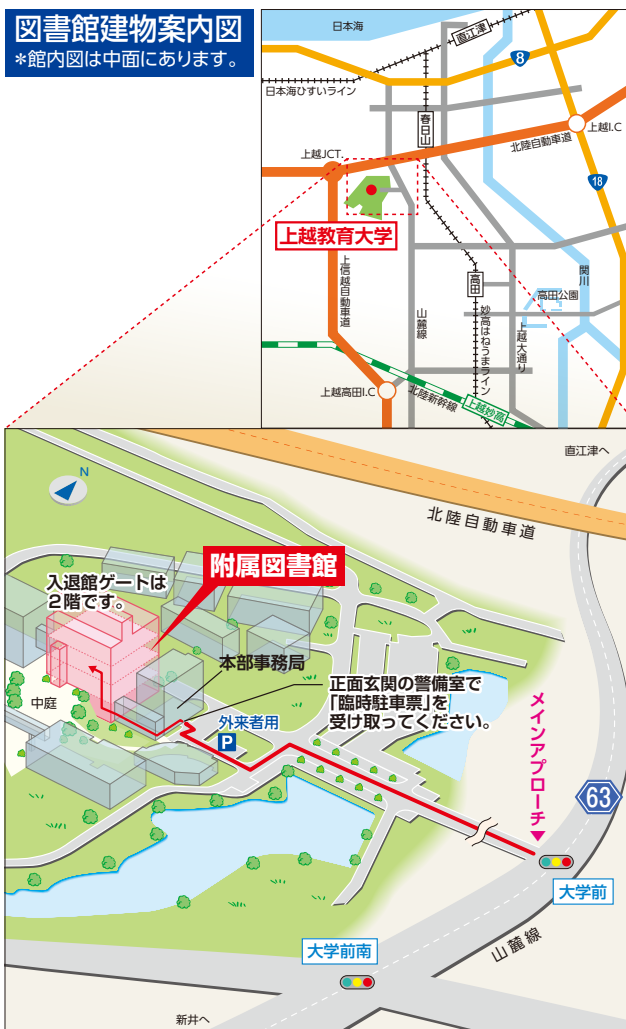 図書館建物案内図
*館内図は中面にあります。
日本海
直江津
8
日本海ひすいライン
春日山
上越I.C
北陸自動車道
上越JCT.
18
上越教育大学
上信越自動車道
山麓線
高田
妙高はねうまライン
上越大通り
高田公園
関川
上越高田I.C
北陸新幹線
上越妙高
直江津へ
北陸自動車道
N
附属図書館
入退館ゲートは
2階です。
本部事務局
中庭
正面玄関の警備室で
「臨時駐車票」を
受け取ってください。
外来者用
P
メインアプローチ
63
大学前
山麓線
大学前南
新井へ